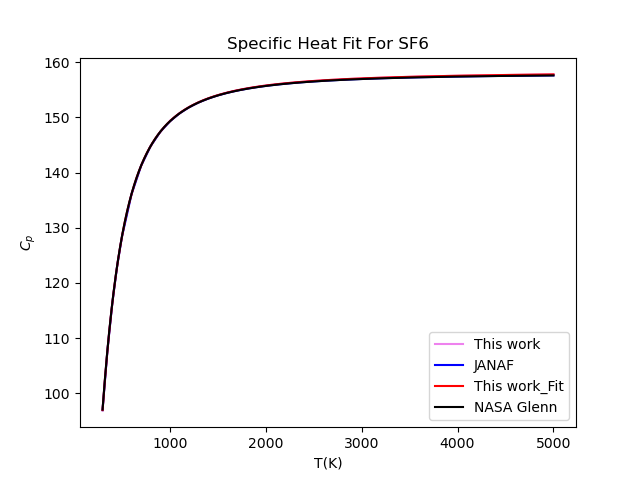 Specific Heat Fit For SF6
160
150
140
130
120
110
100
C_p
This work
JANAF
This work_Fit
NASA Glenn
1000
2000
3000
4000
5000
T(K)